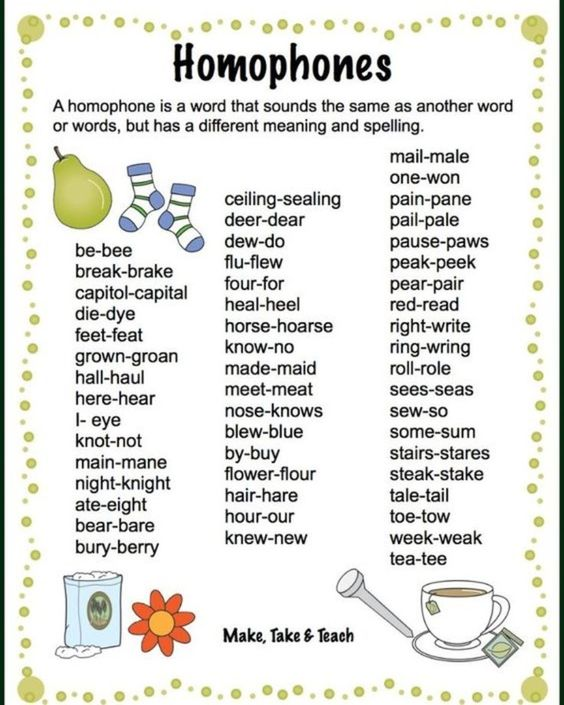 Homophones
A homophone is a word that sounds the same as another word
or words, but has a different meaning and spelling.
be-bee
break-brake
capitol-capital
die-dye
feet-feat
grown-groan
hall-haul
here-hear
I- eye
knot-not
main-mane
night-knight
ate-eight
bear-bare
bury-berry
ceiling-sealing
deer-dear
dew-do
flu-flew
four-for
heal-heel
horse-hoarse
know-no
made-maid
meet-meat
nose-knows
blew-blue
by-buy
flower-flour
hair-hare
hour-our
knew-new
mail-male
one-won
pain-pane
pail-pale
pause-paws
peak-peek
pear-pair
red-read
right-write
ring-wring
roll-role
sees-seas
sew-so
some-sum
stairs-stares
steak-stake
tale-tail
toe-tow
week-weak
tea-tee
Make, Take & Teach